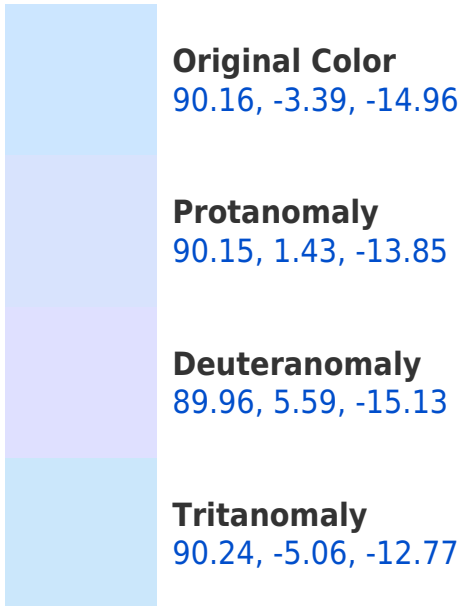 Original Color
90.16, -3.39, -14.96
Protanomaly
90.15, 1.43, -13.85
Deuteranomaly
89.96, 5.59, -15.13
Tritanomaly
90.24, -5.06, -12.77